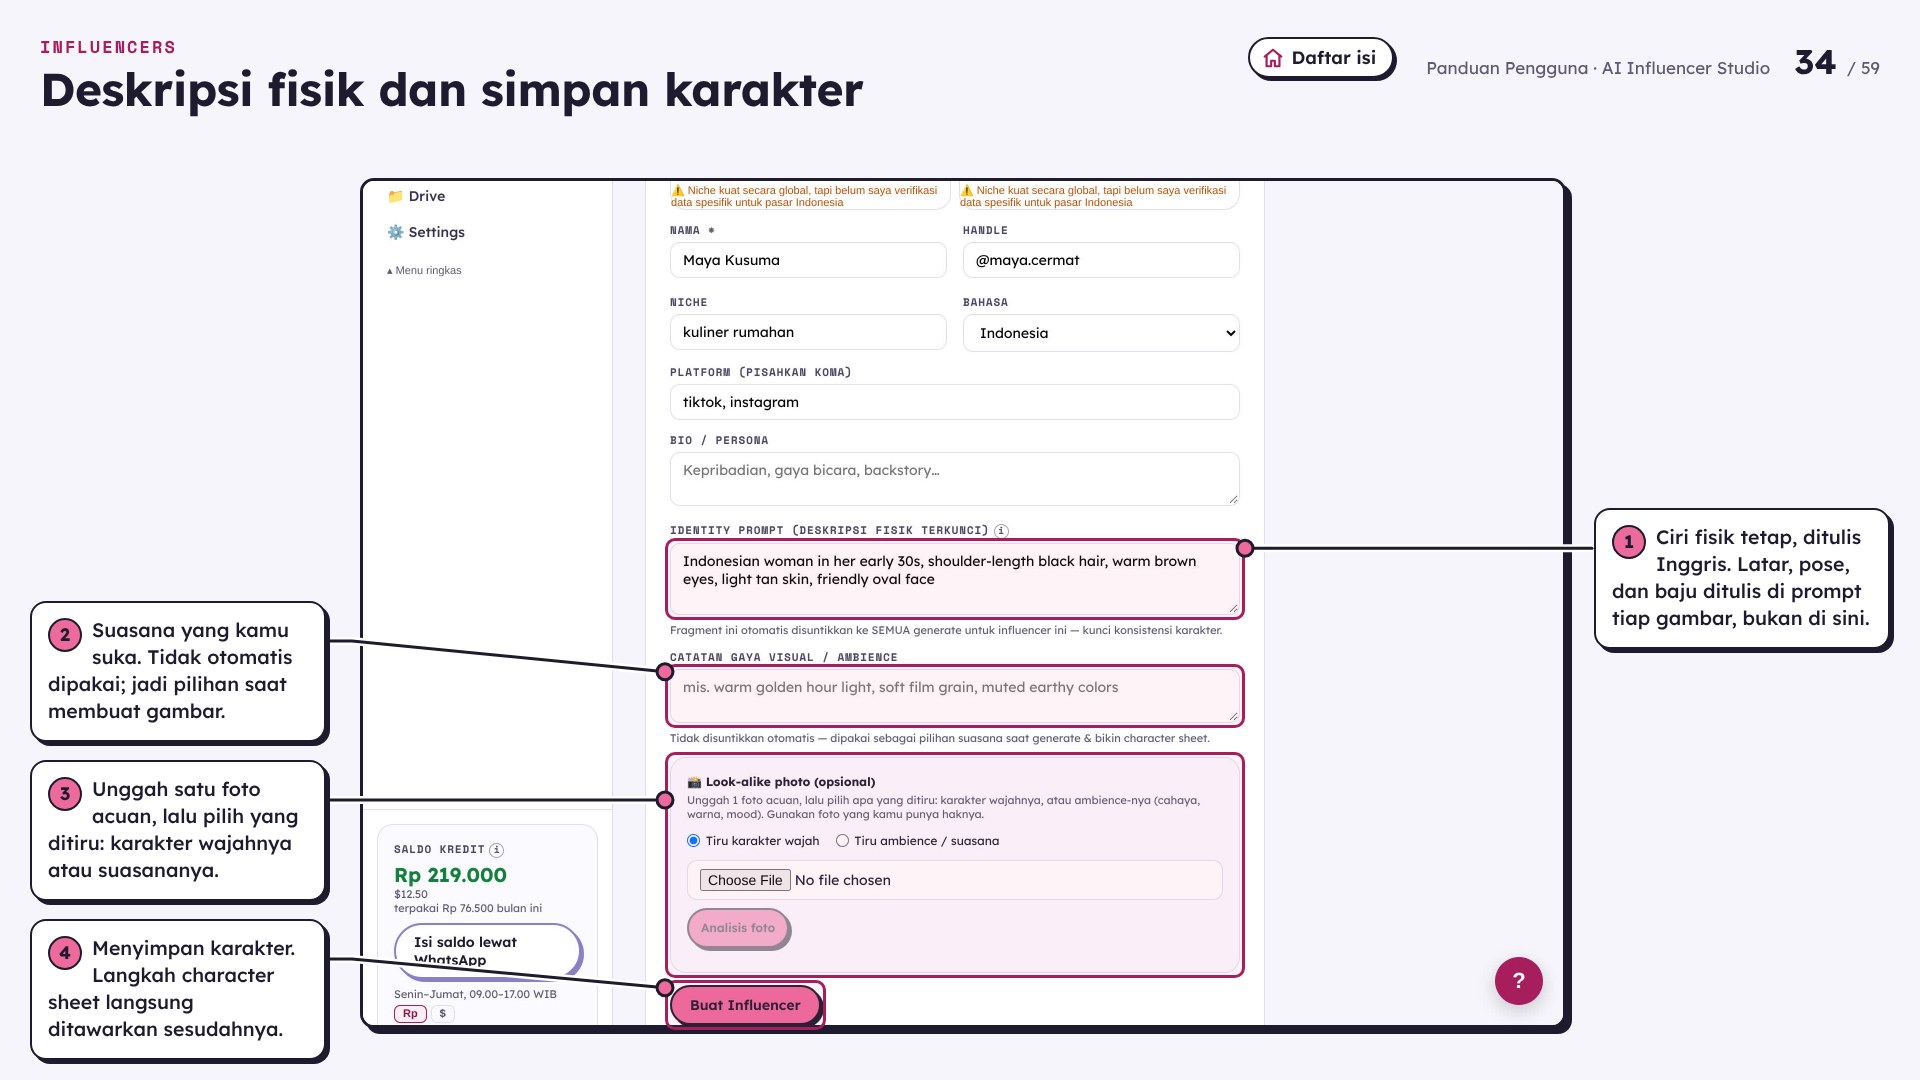 INFLUENCERS
Deskripsi fisik dan simpan karakter
Daftar isi
Panduan Pengguna · AI Influencer Studio
34 / 59
📁 Drive
⚙️ Settings
▴ Menu ringkas
⚠️ Niche kuat secara global, tapi belum saya verifikasi
data spesifik untuk pasar Indonesia
⚠️ Niche kuat secara global, tapi belum saya verifikasi
data spesifik untuk pasar Indonesia
NAMA *
Maya Kusuma
HANDLE
@maya.cermat
NICHE
kuliner rumahan
BAHASA
Indonesia
PLATFORM (PISAHKAN KOMA)
tiktok, instagram
BIO / PERSONA
Kepribadian, gaya bicara, backstory…
IDENTITY PROMPT (DESKRIPSI FISIK TERKUNCI) i
Indonesian woman in her early 30s, shoulder-length black hair, warm brown
eyes, light tan skin, friendly oval face
Fragment ini otomatis disuntikkan ke SEMUA generate untuk influencer ini — kunci konsistensi karakter.
CATATAN GAYA VISUAL / AMBIENCE
mis. warm golden hour light, soft film grain, muted earthy colors
Tidak disuntikkan otomatis — dipakai sebagai pilihan suasana saat generate & bikin character sheet.
📸 Look-alike photo (opsional)
Unggah 1 foto acuan, lalu pilih apa yang ditiru: karakter wajahnya, atau ambience-nya (cahaya,
warna, mood). Gunakan foto yang kamu punya haknya.
Tiru karakter wajah
Tiru ambience / suasana
Choose File No file chosen
Analisis foto
Buat Influencer
SALDO KREDIT i
Rp 219.000
$12.50
terpakai Rp 76.500 bulan ini
Isi saldo lewat
WhatsApp
Senin–Jumat, 09.00–17.00 WIB
Rp
$
?
1 Ciri fisik tetap, ditulis
Inggris. Latar, pose,
dan baju ditulis di prompt
tiap gambar, bukan di sini.
2 Suasana yang kamu
suka. Tidak otomatis
dipakai; jadi pilihan saat
membuat gambar.
3 Unggah satu foto
acuan, lalu pilih yang
ditiru: karakter wajahnya
atau suasananya.
4 Menyimpan karakter.
Langkah character
sheet langsung
ditawarkan sesudahnya.